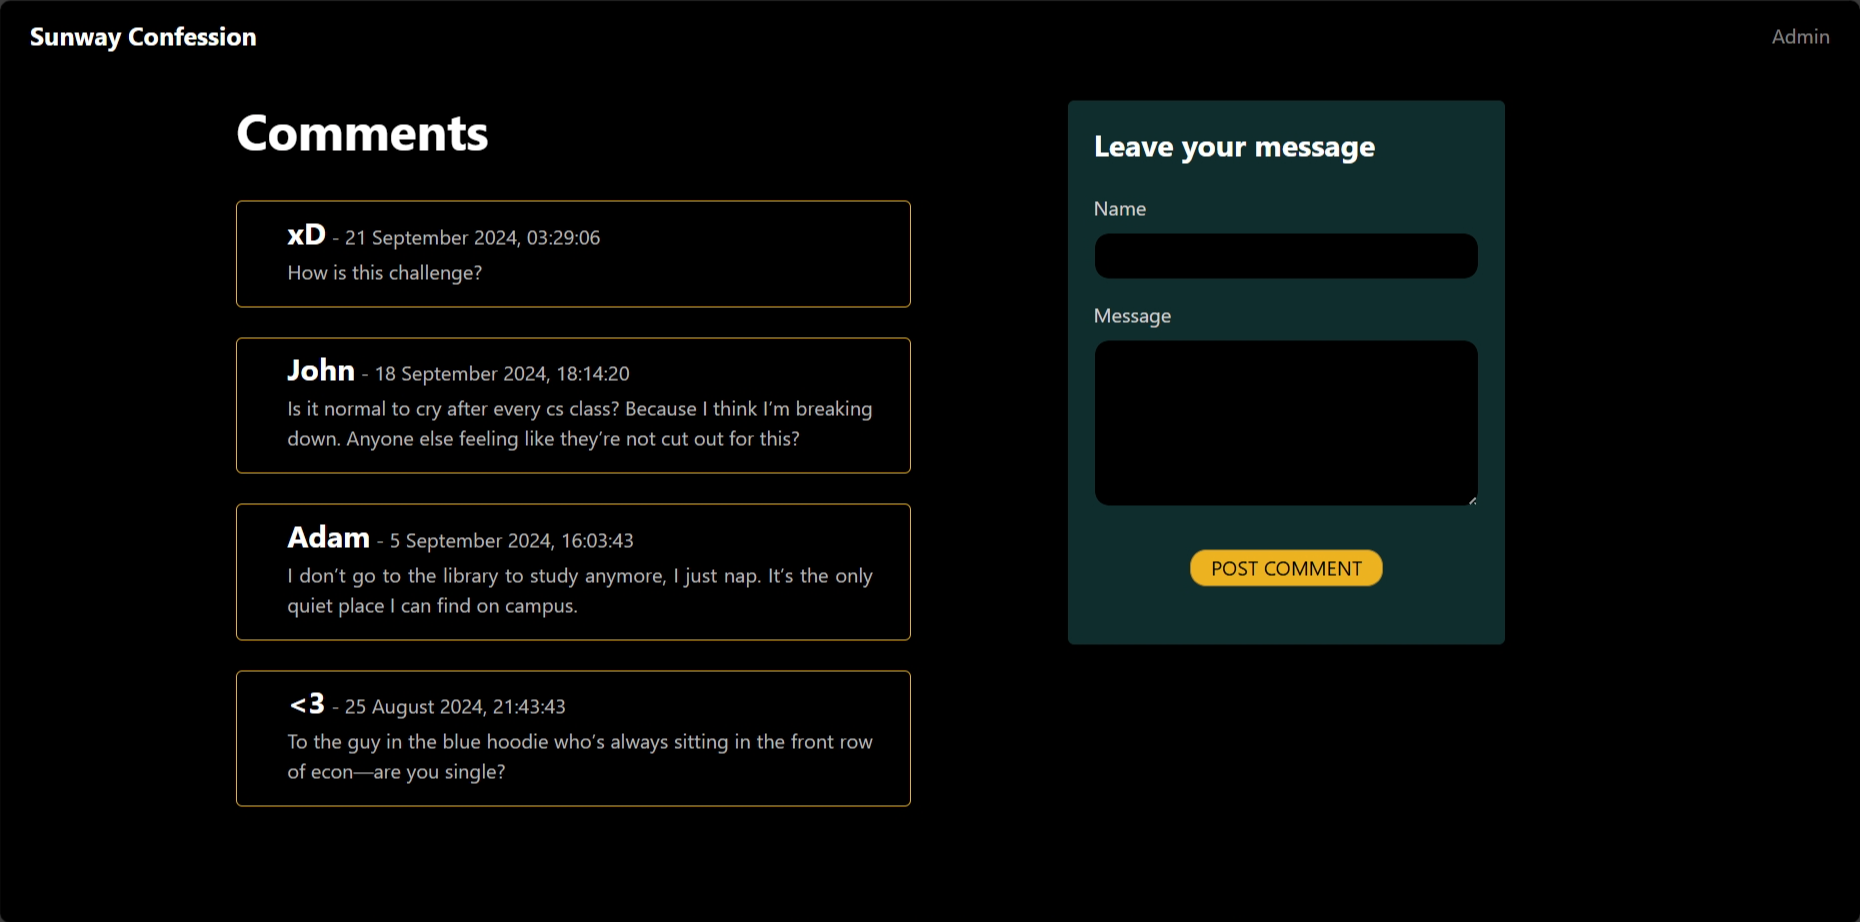 Sunway Confession
Admin
Comments
xD - 21 September 2024, 03:29:06
How is this challenge?
John - 18 September 2024, 18:14:20
Is it normal to cry after every cs class? Because I think I’m breaking
down. Anyone else feeling like they’re not cut out for this?
Adam - 5 September 2024, 16:03:43
I don’t go to the library to study anymore, I just nap. It’s the only
quiet place I can find on campus.
<3 - 25 August 2024, 21:43:43
To the guy in the blue hoodie who’s always sitting in the front row
of econ—are you single?
Leave your message
Name
Message
POST COMMENT